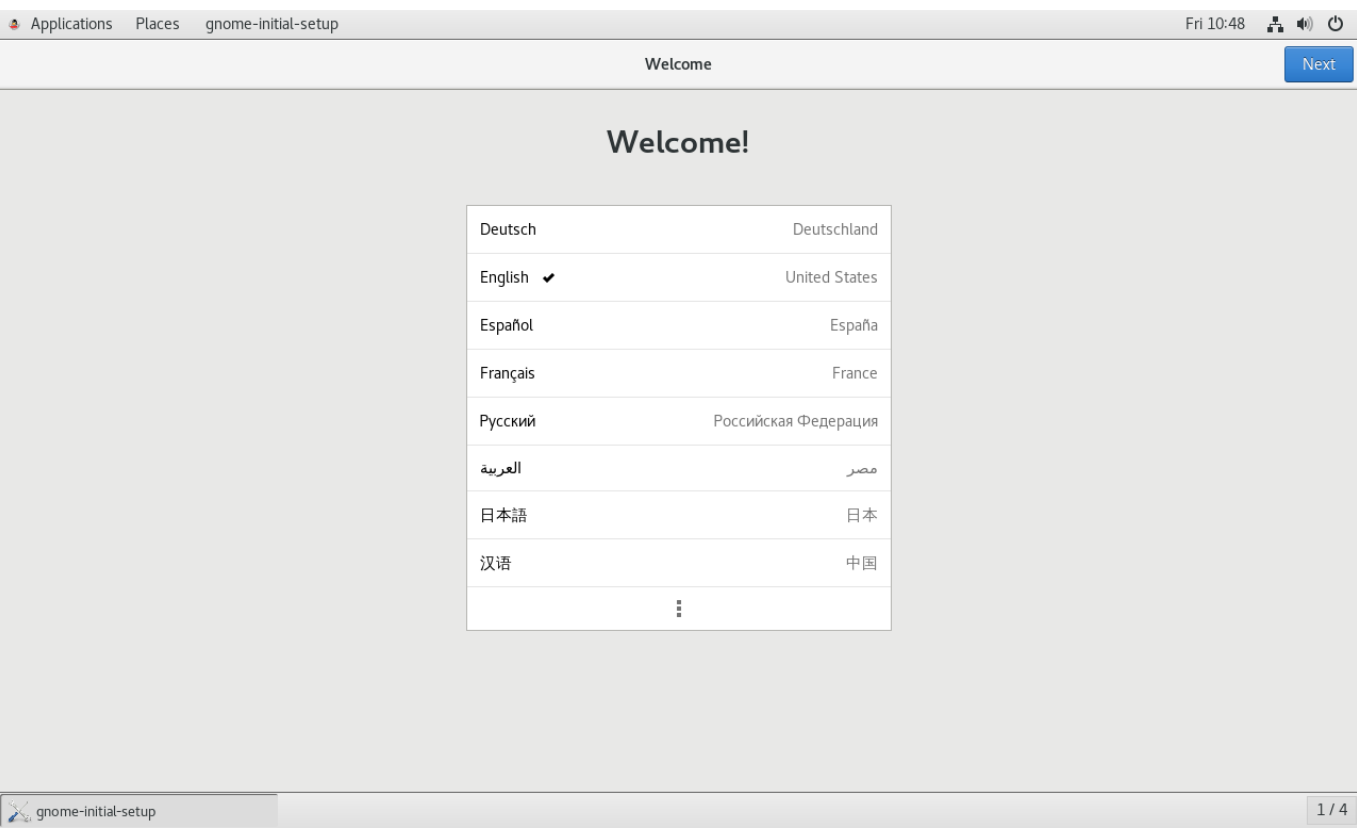 Applications Places gnome-initial-setup Fri 10:48
Welcome Next
Welcome!
Deutsch Deutschland
English United States
Español España
Français France
Русский Российская Федерация
العربية مصر
日本語 日本
汉语 中国
gnome-initial-setup 1 / 4